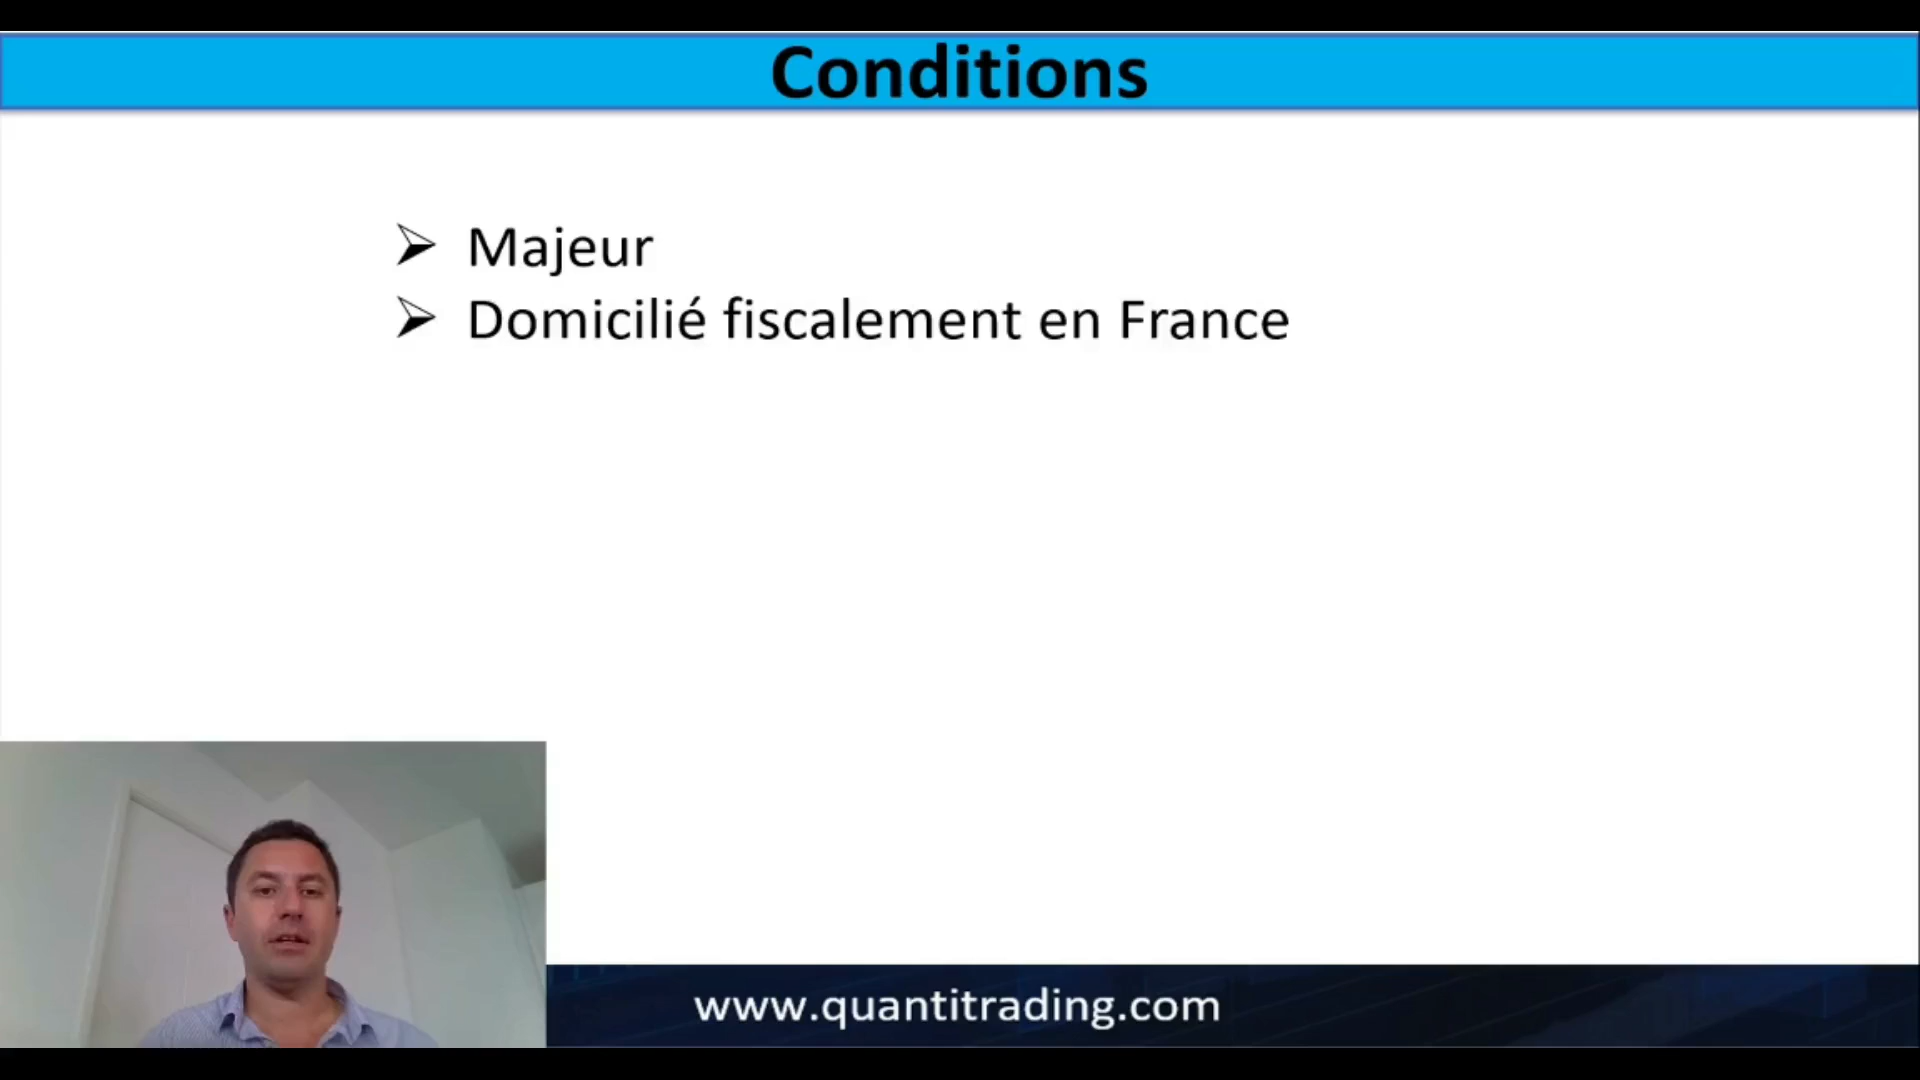 Conditions
➢ Majeur
➢ Domicilié fiscalement en France
www.quantitrading.com